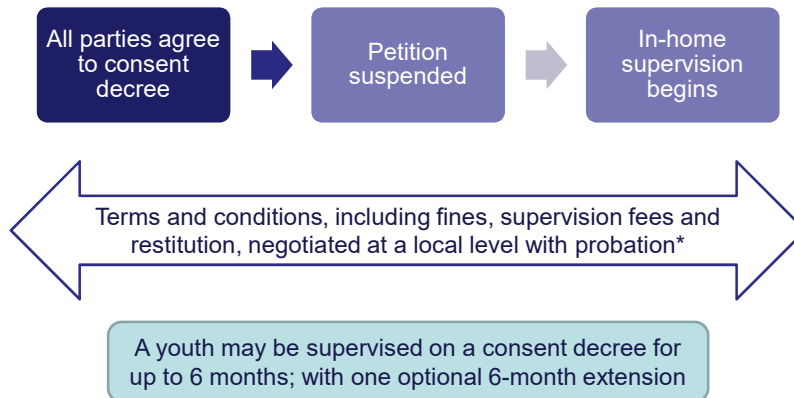 All parties agree
to consent
decree
Petition
suspended
In-home
supervision
begins
Terms and conditions, including fines, supervision fees and
restitution, negotiated at a local level with probation*
A youth may be supervised on a consent decree for
up to 6 months; with one optional 6-month extension